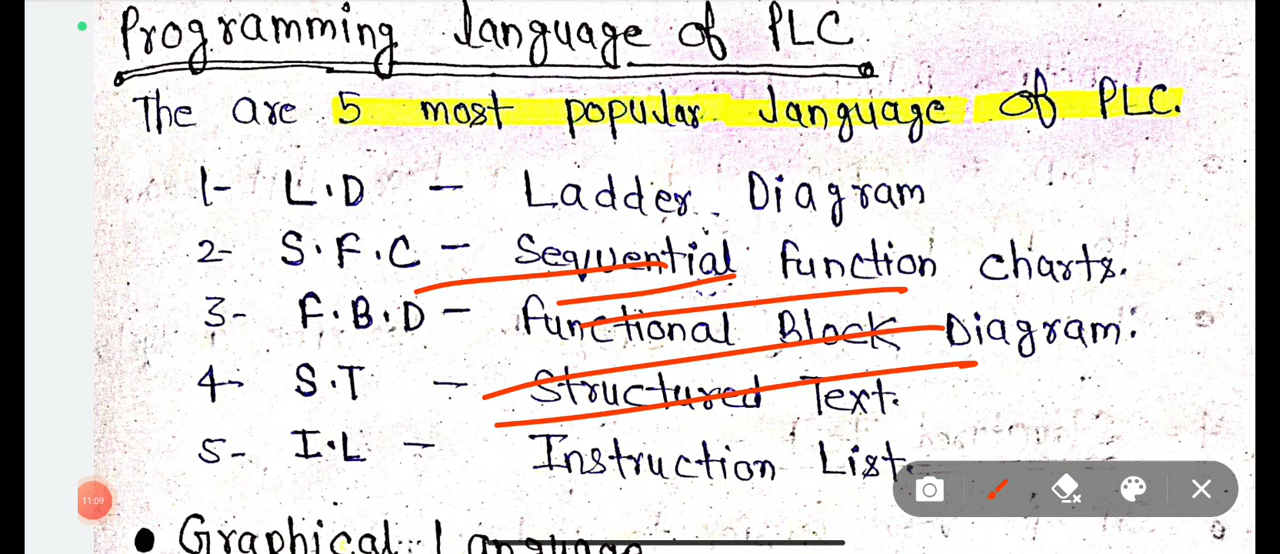 Programming language of PLC.
The are 5 most popular language of PLC.
1- L.D - Ladder Diagram
2- S.F.C - Sequential function charts.
3- F.B.D - functional Block Diagram.
4- S.T - Structured Text.
5- I.L - Instruction List.
11:09
• Graphical Language